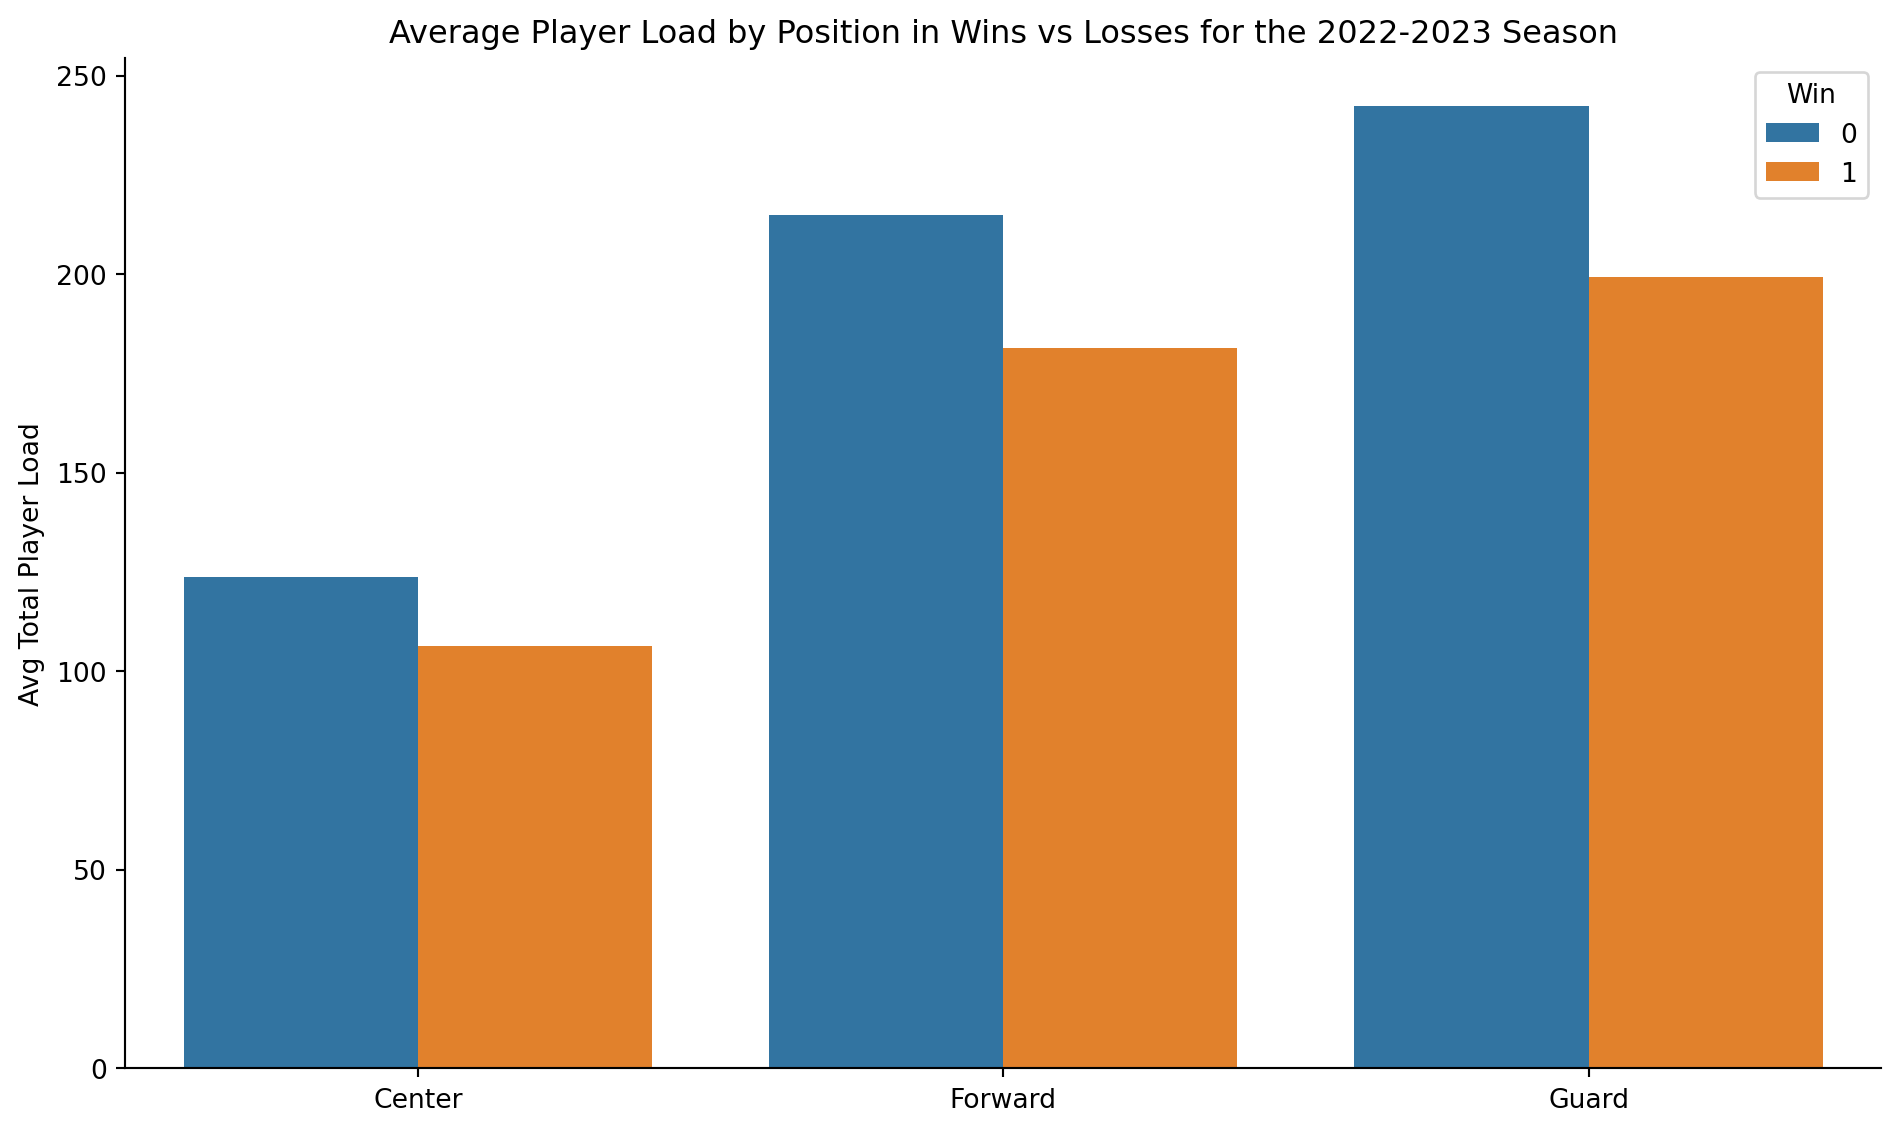 Average Player Load by Position in Wins vs Losses for the 2022-2023 Season
Avg Total Player Load
250
200
150
100
50
0
Center
Forward
Guard
Win
0
1